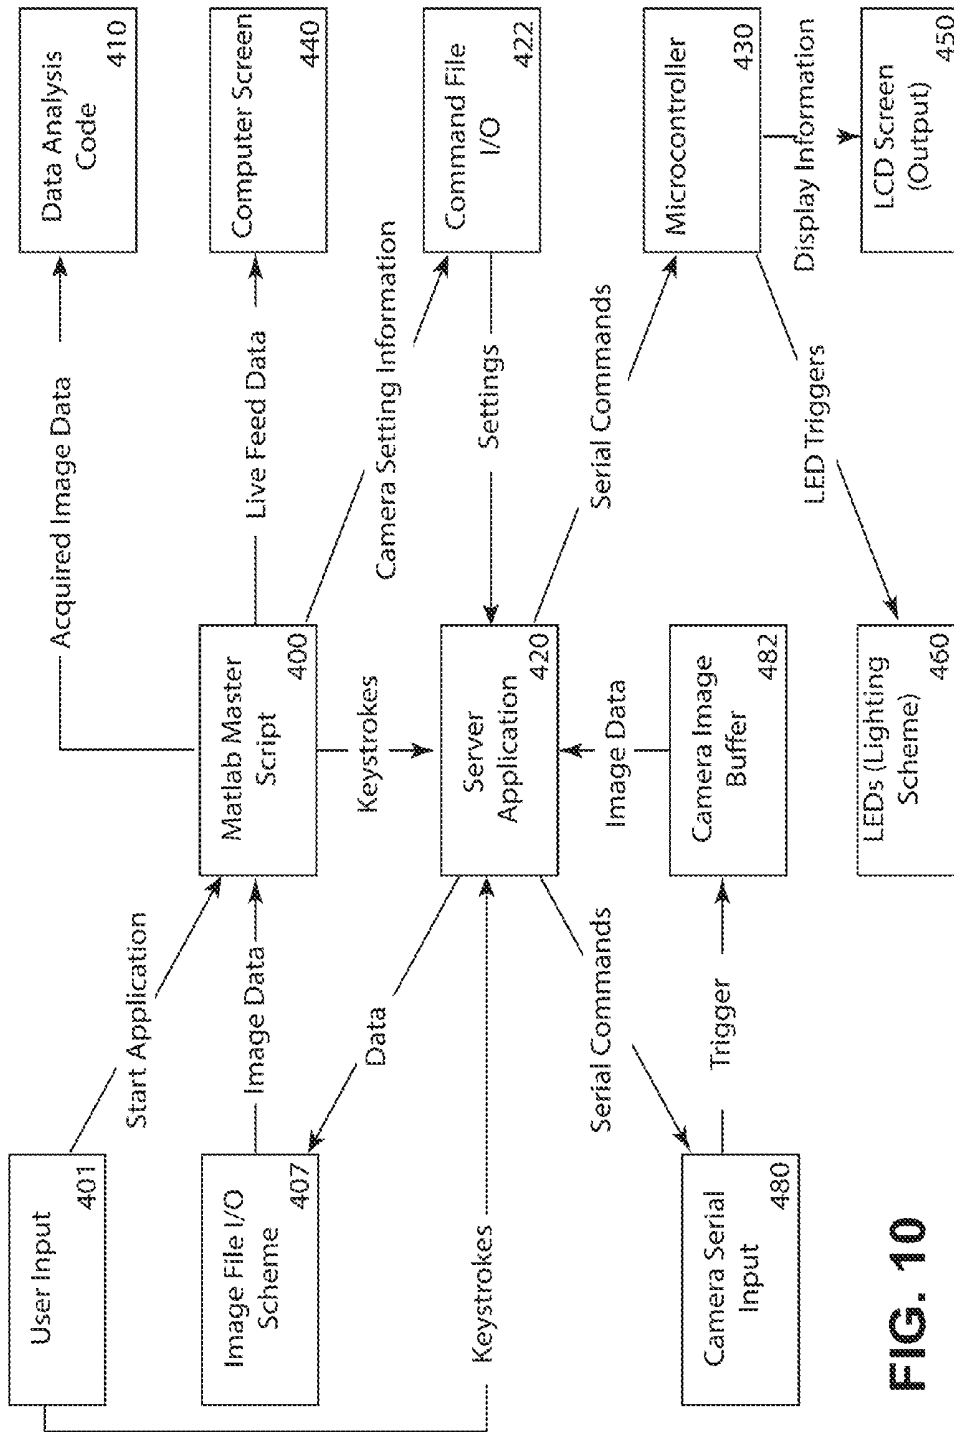 User Input
401
Start Application
Image File I/O
Scheme
407
Image Data
Keystrokes
Data
Camera Serial
Input
480
Serial Commands
Trigger
Acquired Image Data
Matlab Master
Script
400
Live Feed Data
Keystrokes
Camera Setting Information
Server
Application
420
Settings
Serial Commands
Image Data
Camera Image
Buffer
482
LED Triggers
LEDs (Lighting
Scheme)
460
Data Analysis
Code
410
Computer Screen
440
Command File
I/O
422
Microcontroller
430
Display Information
LCD Screen
(Output)
450
FIG. 10